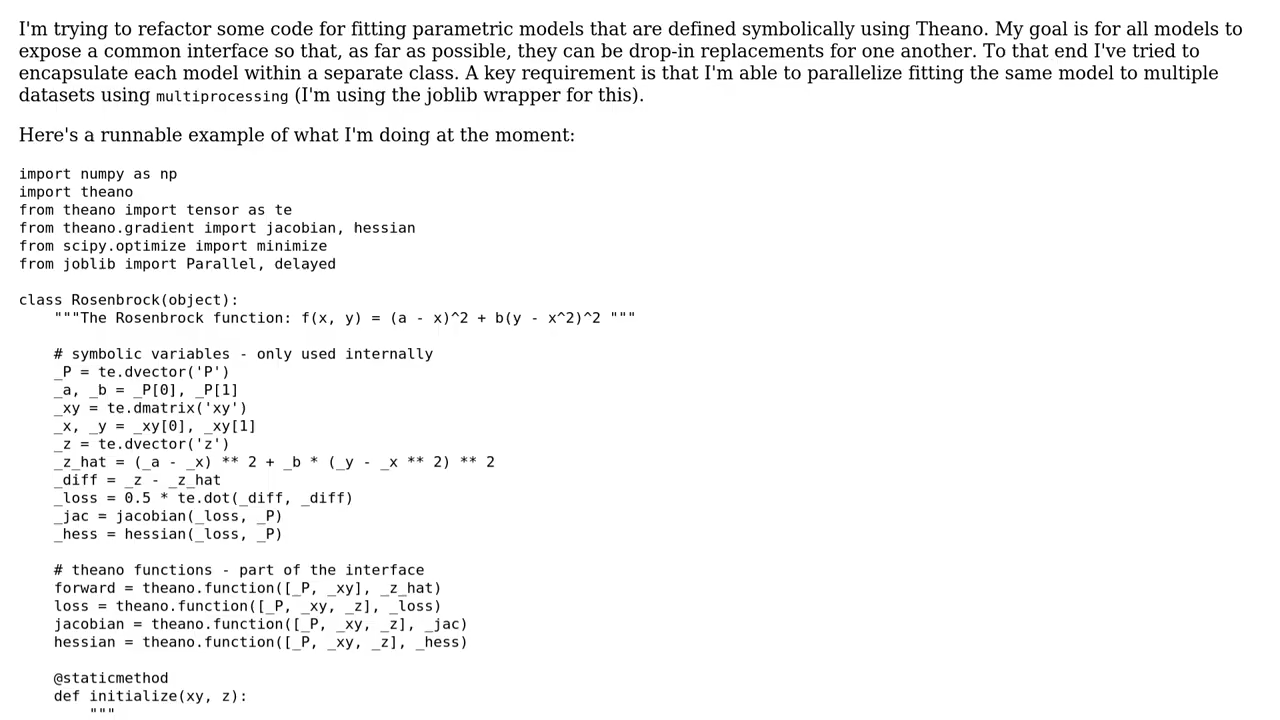 I'm trying to refactor some code for fitting parametric models that are defined symbolically using Theano. My goal is for all models to
expose a common interface so that, as far as possible, they can be drop-in replacements for one another. To that end I've tried to
encapsulate each model within a separate class. A key requirement is that I'm able to parallelize fitting the same model to multiple
datasets using multiprocessing (I'm using the joblib wrapper for this).
Here's a runnable example of what I'm doing at the moment:
import numpy as np
import theano
from theano import tensor as te
from theano.gradient import jacobian, hessian
from scipy.optimize import minimize
from joblib import Parallel, delayed
class Rosenbrock(object):
    """The Rosenbrock function: f(x, y) = (a - x)^2 + b(y - x^2)^2 """
    # symbolic variables - only used internally
    _P = te.dvector('P')
    _a, _b = _P[0], _P[1]
    _xy = te.dmatrix('xy')
    _x, _y = _xy[0], _xy[1]
    _z = te.dvector('z')
    _z_hat = (_a - _x) ** 2 + _b * (_y - _x ** 2) ** 2
    _diff = _z - _z_hat
    _loss = 0.5 * te.dot(_diff, _diff)
    _jac = jacobian(_loss, _P)
    _hess = hessian(_loss, _P)
    # theano functions - part of the interface
    forward = theano.function([_P, _xy], _z_hat)
    loss = theano.function([_P, _xy, _z], _loss)
    jacobian = theano.function([_P, _xy, _z], _jac)
    hessian = theano.function([_P, _xy, _z], _hess)
    @staticmethod
    def initialize(xy, z):
        """